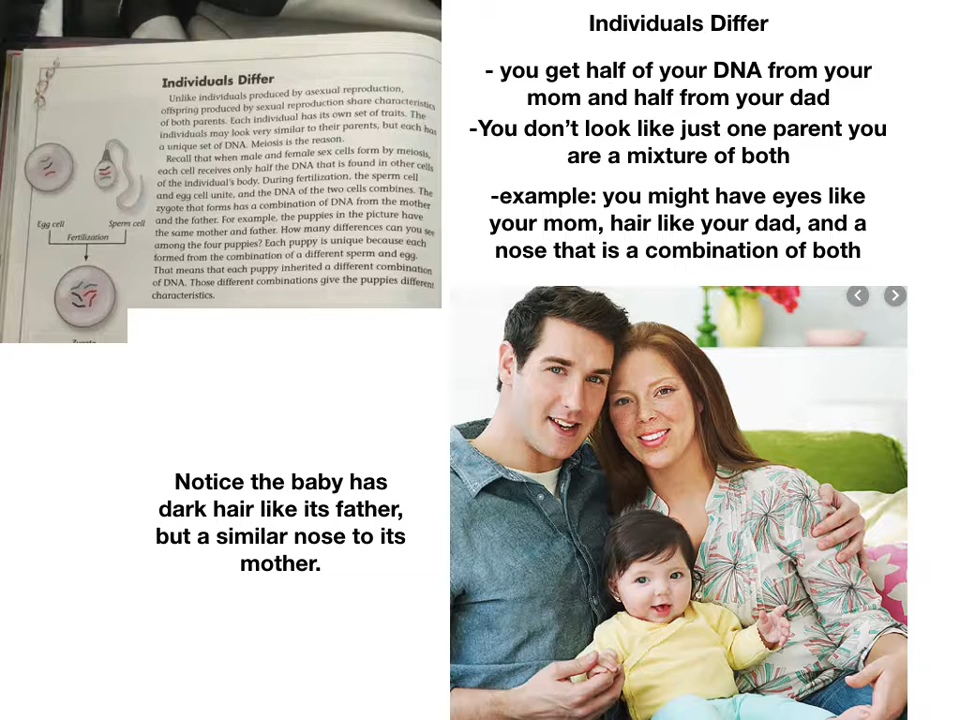 Individuals Differ
Unlike individuals produced by asexual reproduction,
offspring produced by sexual reproduction share characteristics
of both parents. Each individual has its own set of traits. The
individuals may look very similar to their parents, but each has
a unique set of DNA. Meiosis is the reason.
Recall that when male and female sex cells form by meiosis,
each cell receives only half the DNA that is found in other cells
of the individual's body. During fertilization, the sperm cell
and egg cell unite, and the DNA of the two cells combines. The
zygote that forms has a combination of DNA from the mother
and the father. For example, the puppies in the picture have
the same mother and father. How many differences can you see
among the four puppies? Each puppy is unique because each
formed from the combination of a different sperm and egg.
That means that each puppy inherited a different combination
of DNA. Those different combinations give the puppies different
characteristics.
Egg cell
Sperm cell
Fertilization
Individuals Differ
- you get half of your DNA from your
mom and half from your dad
-You don't look like just one parent you
are a mixture of both
-example: you might have eyes like
your mom, hair like your dad, and a
nose that is a combination of both
Notice the baby has
dark hair like its father,
but a similar nose to its
mother.